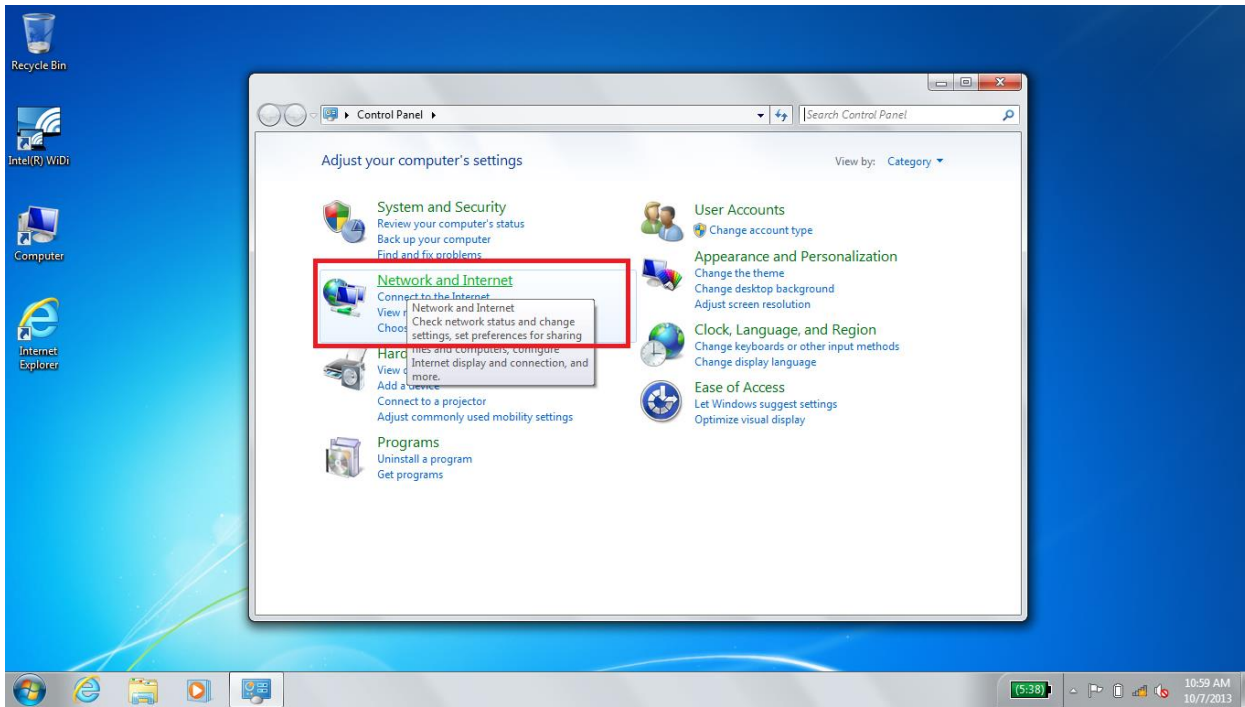 Recycle Bin
Intel(R) WiDi
Computer
Internet
Explorer
Control Panel
Search Control Panel
Adjust your computer's settings
View by: Category
System and Security
Review your computer's status
Back up your computer
Find and fix problems
Network and Internet
Connect to the Internet
View
Network and Internet
Check network status and change
settings, set preferences for sharing
files and computers, configure
Internet display and connection, and
more.
Hard
View
Add a device
Connect to a projector
Adjust commonly used mobility settings
Programs
Uninstall a program
Get programs
User Accounts
Change account type
Appearance and Personalization
Change the theme
Change desktop background
Adjust screen resolution
Clock, Language, and Region
Change keyboards or other input methods
Change display language
Ease of Access
Let Windows suggest settings
Optimize visual display
(5:38)
10:59 AM
10/7/2013